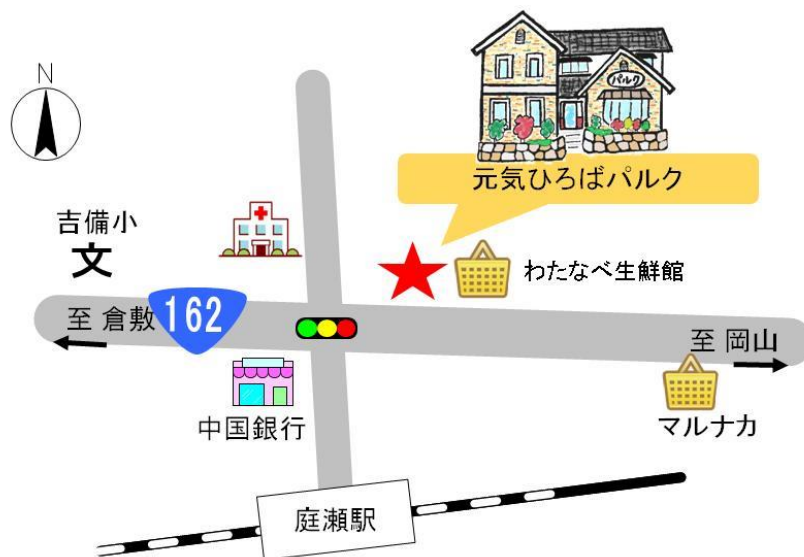 N
パルク
元気ひろばパルク
吉備小
文
わたなべ生鮮館
至 倉敷
162
至 岡山
中国銀行
マルナカ
庭瀬駅